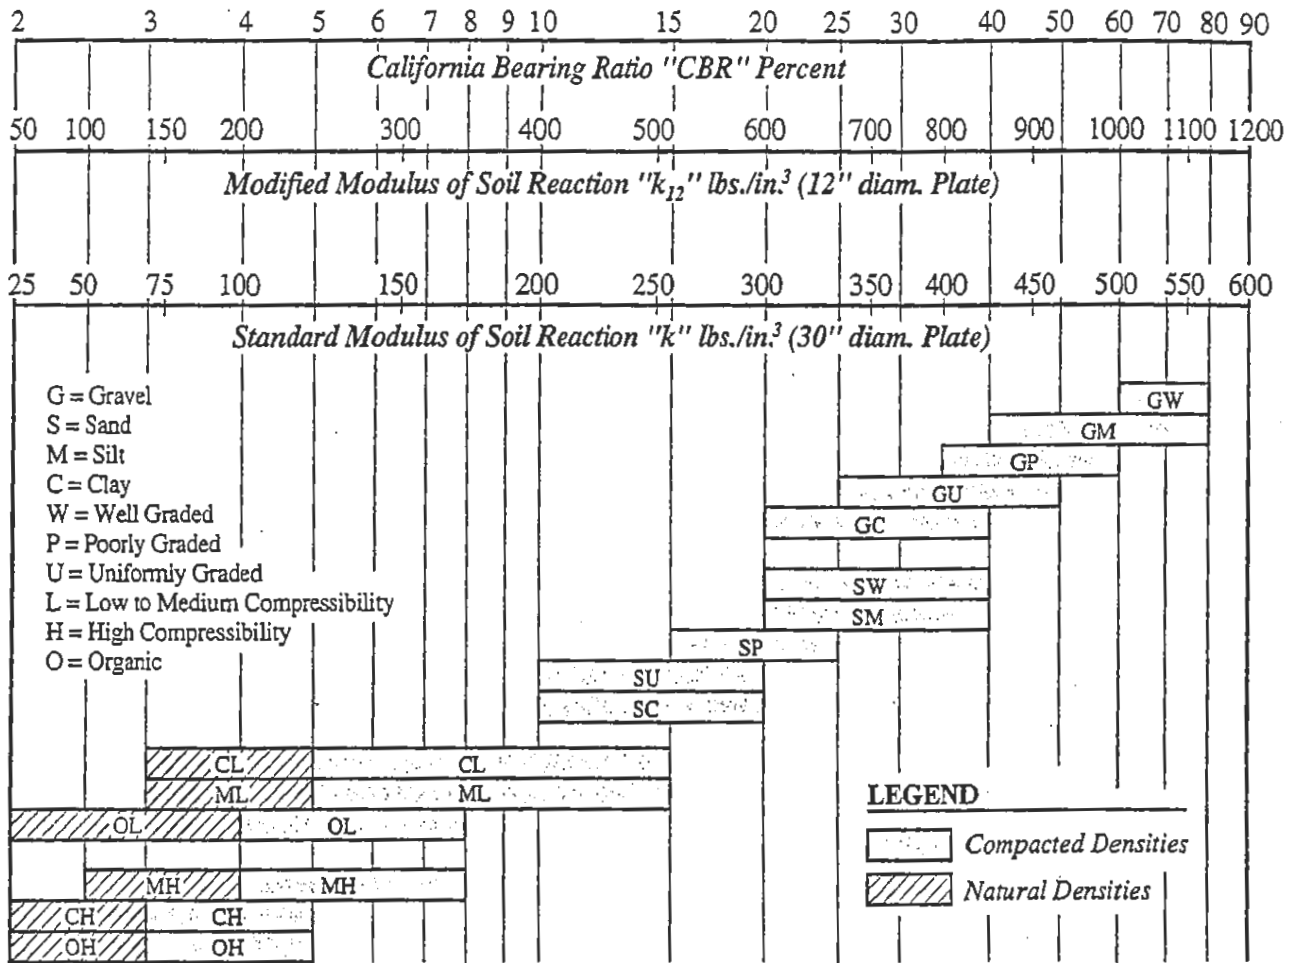 2 3 4 5 6 7 8 9 10 15 20 25 30 40 50 60 70 80 90
California Bearing Ratio "CBR" Percent
50 100 150 200 300 400 500 600 700 800 900 1000 1100 1200
Modified Modulus of Soil Reaction "k12" lbs./in.3 (12" diam. Plate)
25 50 75 100 150 200 250 300 350 400 450 500 550 600
Standard Modulus of Soil Reaction "k" lbs./in.3 (30" diam. Plate)
G = Gravel
S = Sand
M = Silt
C = Clay
W = Well Graded
P = Poorly Graded
U = Uniformly Graded
L = Low to Medium Compressibility
H = High Compressibility
O = Organic
GW
GM
GP
GU
GC
SW
SM
SP
SU
SC
CL CL
ML ML
OL OL
MH MH
CH CH
OH OH
LEGEND
Compacted Densities
Natural Densities